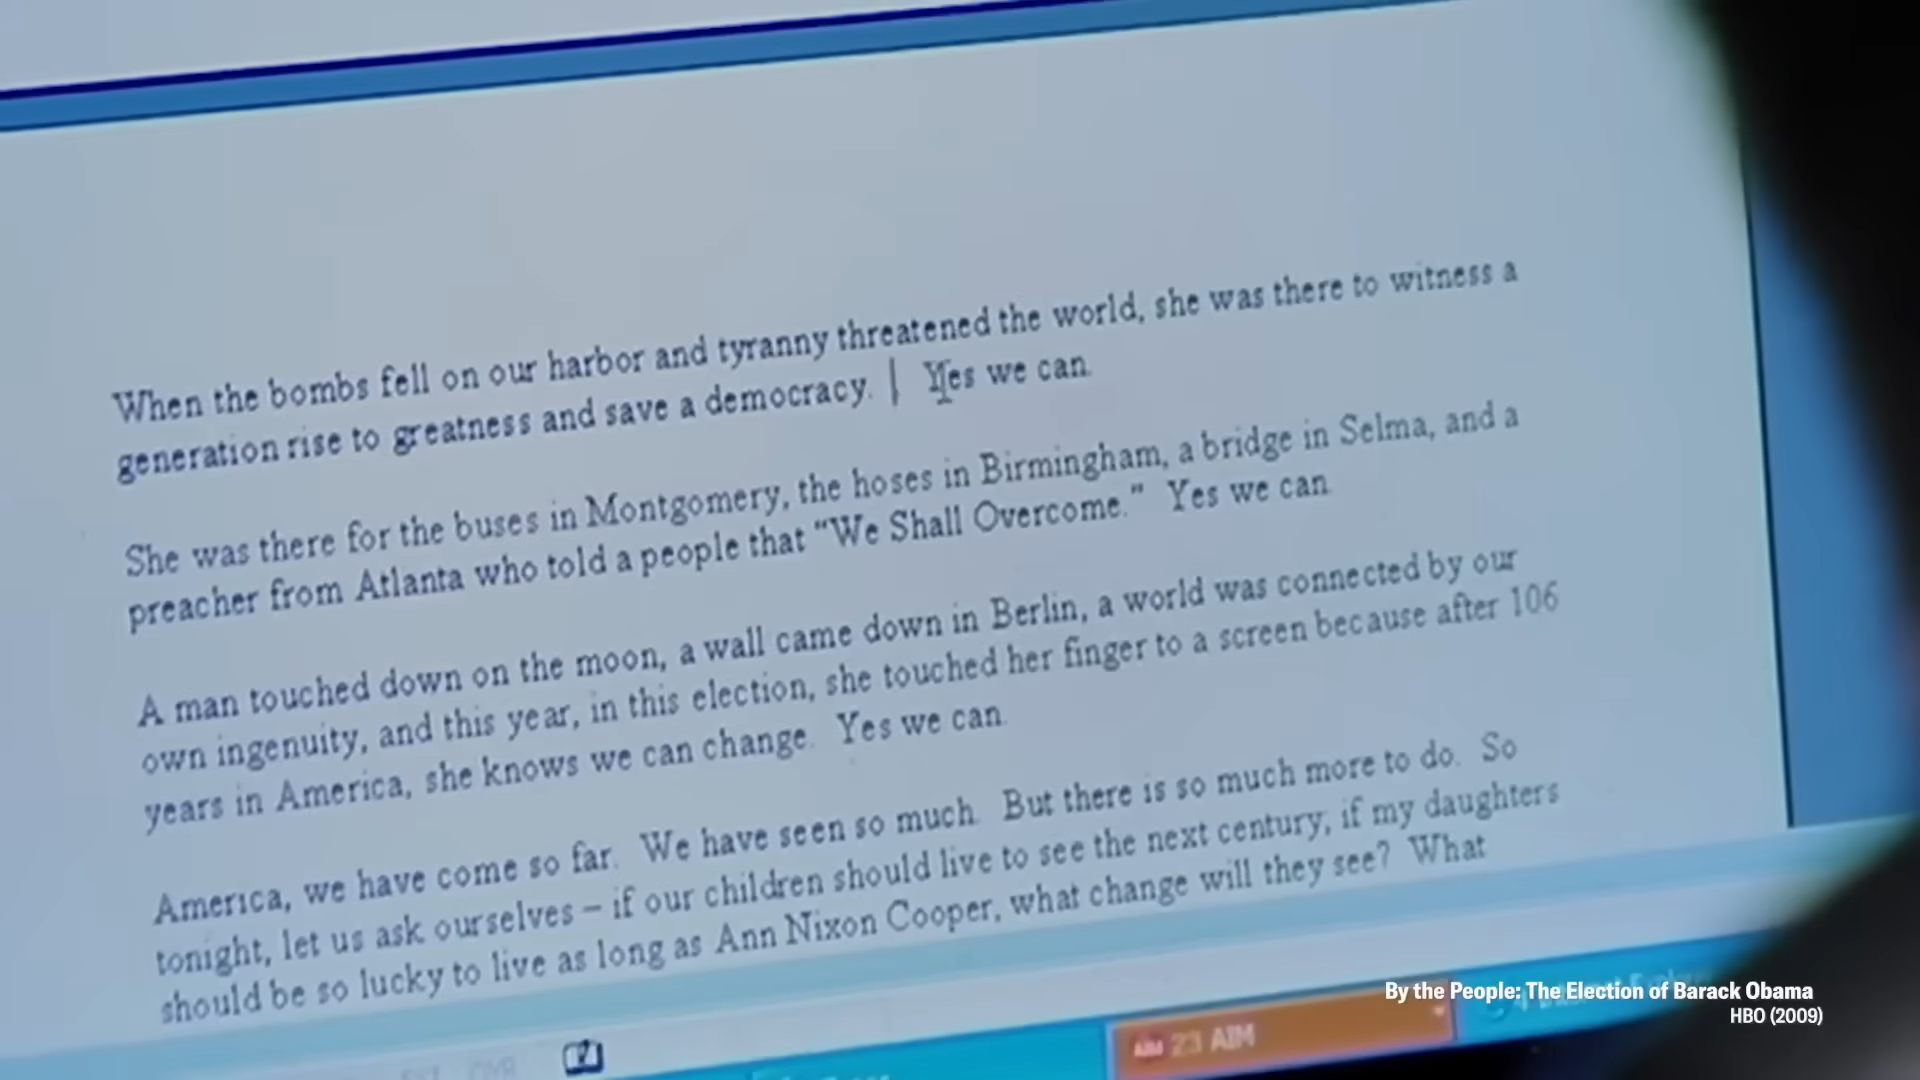 When the bombs fell on our harbor and tyranny threatened the world, she was there to witness a
generation rise to greatness and save a democracy. Yes we can.
She was there for the buses in Montgomery, the hoses in Birmingham, a bridge in Selma, and a
preacher from Atlanta who told a people that “We Shall Overcome.” Yes we can.
A man touched down on the moon, a wall came down in Berlin, a world was connected by our
own ingenuity, and this year, in this election, she touched her finger to a screen because after 106
years in America, she knows we can change. Yes we can.
America, we have come so far. We have seen so much. But there is so much more to do. So
tonight, let us ask ourselves – if our children should live to see the next century; if my daughters
should be so lucky to live as long as Ann Nixon Cooper, what change will they see? What
23 AIM
By the People: The Election of Barack Obama
HBO (2009)